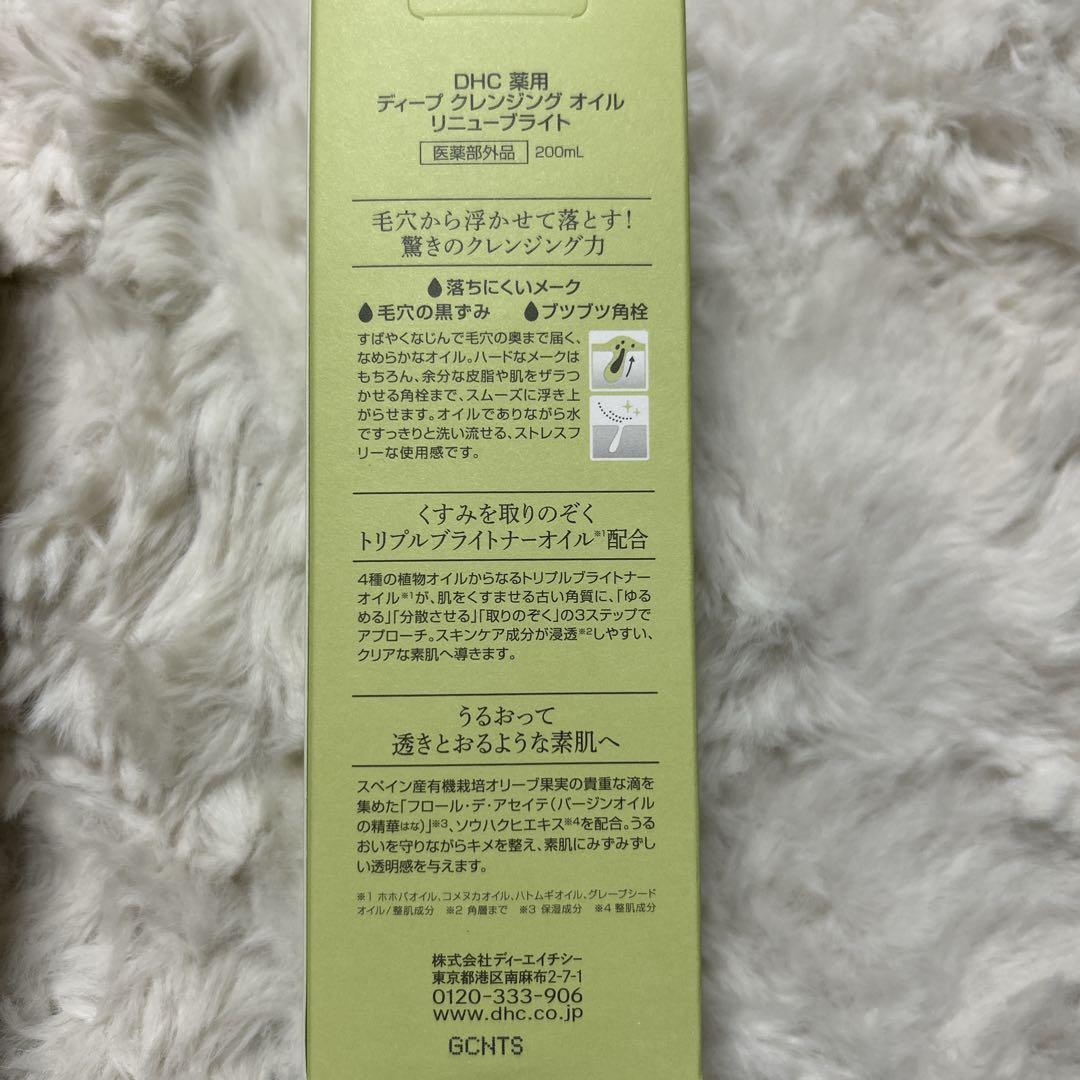 DHC 薬用
ディープ クレンジング オイル
リニューブライト
医薬部外品 200mL
毛穴から浮かせて落とす!
驚きのクレンジング力
落ちにくいメーク
毛穴の黒ずみ ブツブツ角栓
すばやくなじんで毛穴の奥まで届く、
なめらかなオイル。ハードなメークは
もちろん、余分な皮脂や肌をザラつ
かせる角栓まで、スムーズに浮き上
がらせます。オイルでありながら水
ですっきりと洗い流せる、ストレスフ
リーな使用感です。
くすみを取りのぞく
トリプルブライトナーオイル※1配合
4種の植物オイルからなるトリプルブライトナー
オイル※1が、肌をくすませる古い角質に、「ゆる
める」「分散させる」「取りのぞく」の3ステップで
アプローチ。スキンケア成分が浸透※2しやすい、
クリアな素肌へ導きます。
うるおって
透きとおるような素肌へ
スペイン産有機栽培オリーブ果実の貴重な滴を
集めた「フロール・デ・アセイテ(バージンオイル
の精華はな)」※3、ソウハクヒエキス※4を配合。うる
おいを守りながらキメを整え、素肌にみずみずし
い透明感を与えます。
※1 ホホバオイル、コメヌカオイル、ハトムギオイル、グレープシード
オイル/整肌成分 ※2 角層まで ※3 保湿成分 ※4 整肌成分
株式会社ディーエイチシー
東京都港区南麻布2-7-1
0120-333-906
www.dhc.co.jp
GCNTS